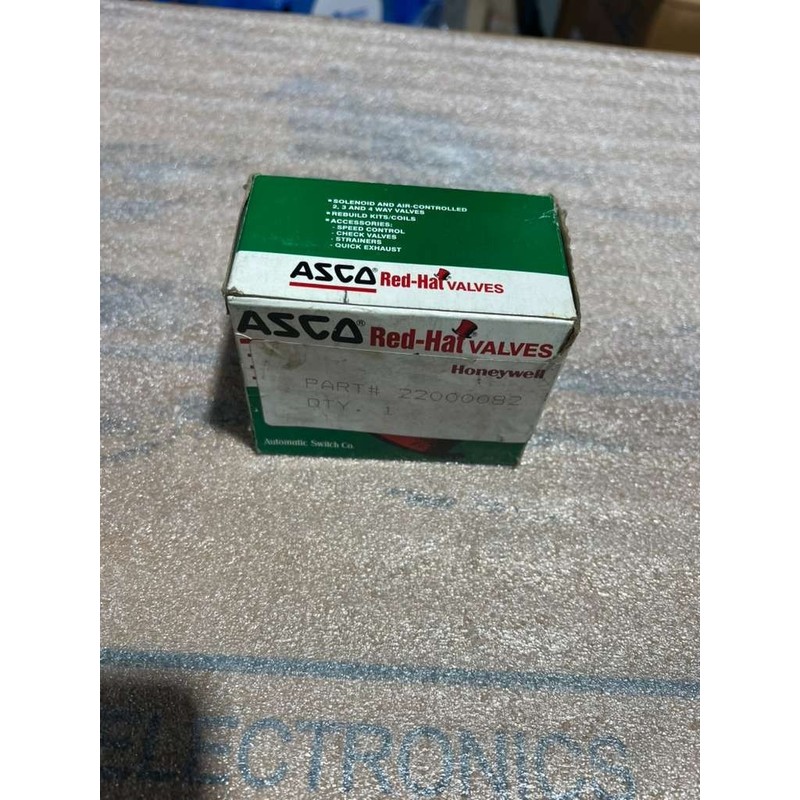 •SOLENOID AND AIR-CONTROLLED
2, 3 AND 4 WAY VALVES
•REBUILD KITS/COILS
•ACCESSORIES:
- SPEED CONTROL
- CHECK VALVES
- STRAINERS
- QUICK EXHAUST
ASCO® Red-Hat VALVES
ASCO® Red-Hat VALVES
Honeywell
PART# 22000082
QTY. 1
Automatic Switch Co.
ELECTRONICS